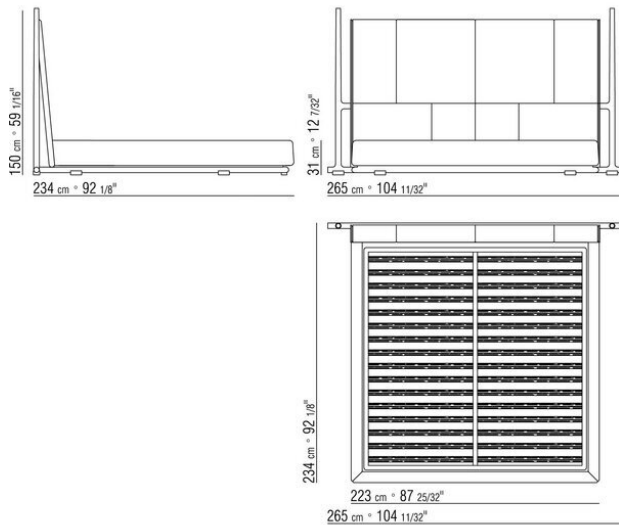 150 cm ° 59 1/16"
234 cm ° 92 1/8"
31 cm ° 12 7/32"
265 cm ° 104 11/32"
234 cm ° 92 1/8"
223 cm ° 87 25/32"
265 cm ° 104 11/32"